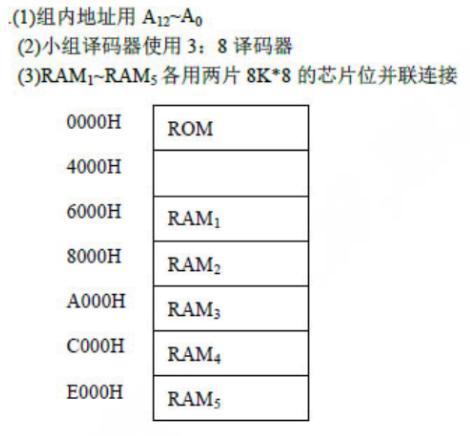 .(1)组内地址用 A₁₂~A₀
(2)小组译码器使用 3：8 译码器
(3)RAM₁~RAM₅ 各用两片 8K*8 的芯片位并联连接
0000H ROM
4000H
6000H RAM₁
8000H RAM₂
A000H RAM₃
C000H RAM₄
E000H RAM₅